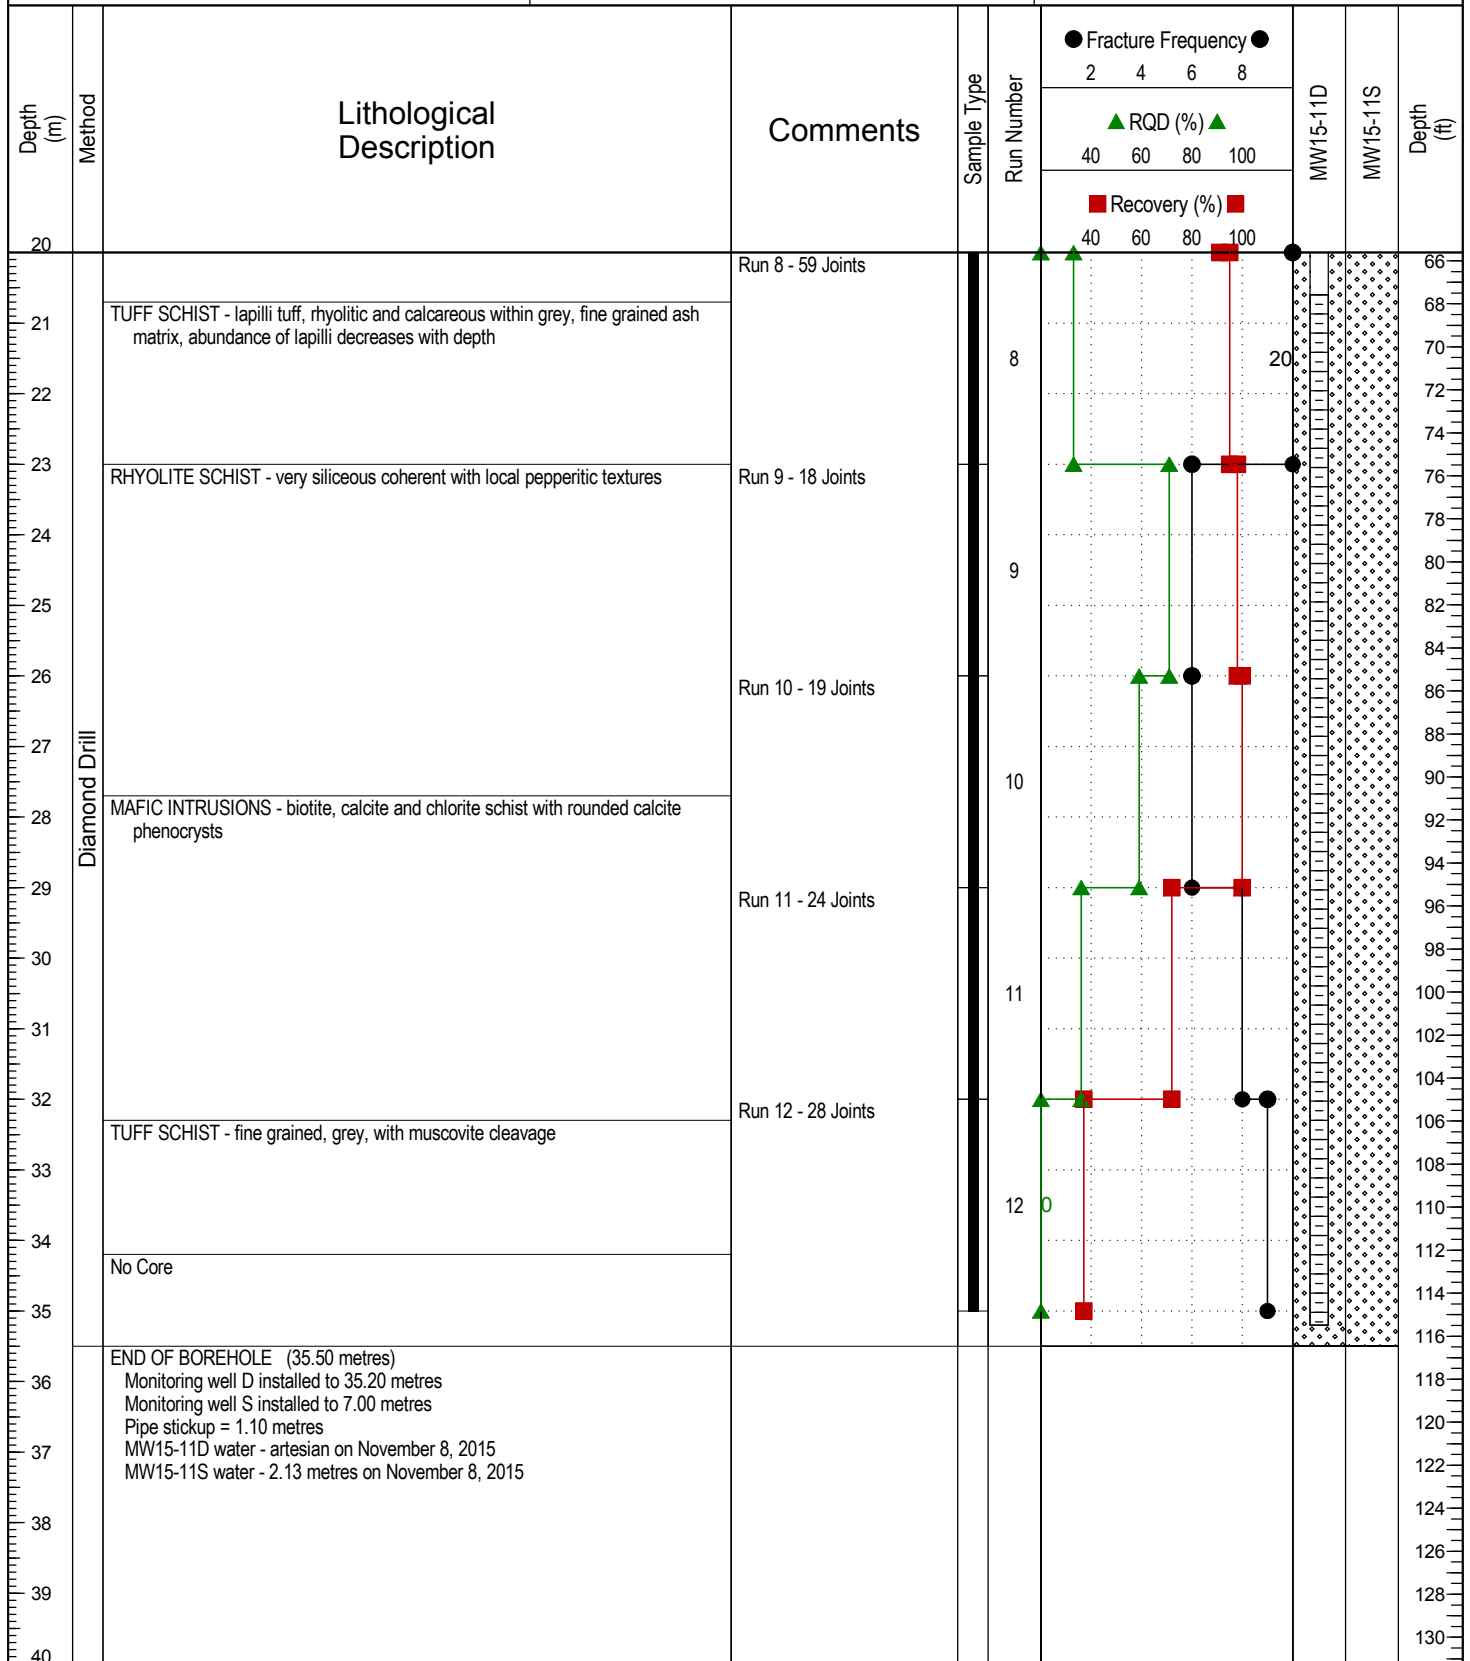 Depth (m)
Method
Lithological
Description
Comments
Sample Type
Run Number
Fracture Frequency
2 4 6 8
RQD (%)
40 60 80 100
Recovery (%)
40 60 80 100
MW15-11D
MW15-11S
Depth (ft)
20
21
22
23
24
25
26
27
28
29
30
31
32
33
34
35
36
37
38
39
40
Diamond Drill
TUFF SCHIST - lapilli tuff, rhyolitic and calcareous within grey, fine grained ash
matrix, abundance of lapilli decreases with depth
RHYOLITE SCHIST - very siliceous coherent with local pepperitic textures
MAFIC INTRUSIONS - biotite, calcite and chlorite schist with rounded calcite
phenocrysts
TUFF SCHIST - fine grained, grey, with muscovite cleavage
No Core
END OF BOREHOLE (35.50 metres)
Monitoring well D installed to 35.20 metres
Monitoring well S installed to 7.00 metres
Pipe stickup = 1.10 metres
MW15-11D water - artesian on November 8, 2015
MW15-11S water - 2.13 metres on November 8, 2015
Run 8 - 59 Joints
Run 9 - 18 Joints
Run 10 - 19 Joints
Run 11 - 24 Joints
Run 12 - 28 Joints
8
9
10
11
12
20
0
66
68
70
72
74
76
78
80
82
84
86
88
90
92
94
96
98
100
102
104
106
108
110
112
114
116
118
120
122
124
126
128
130